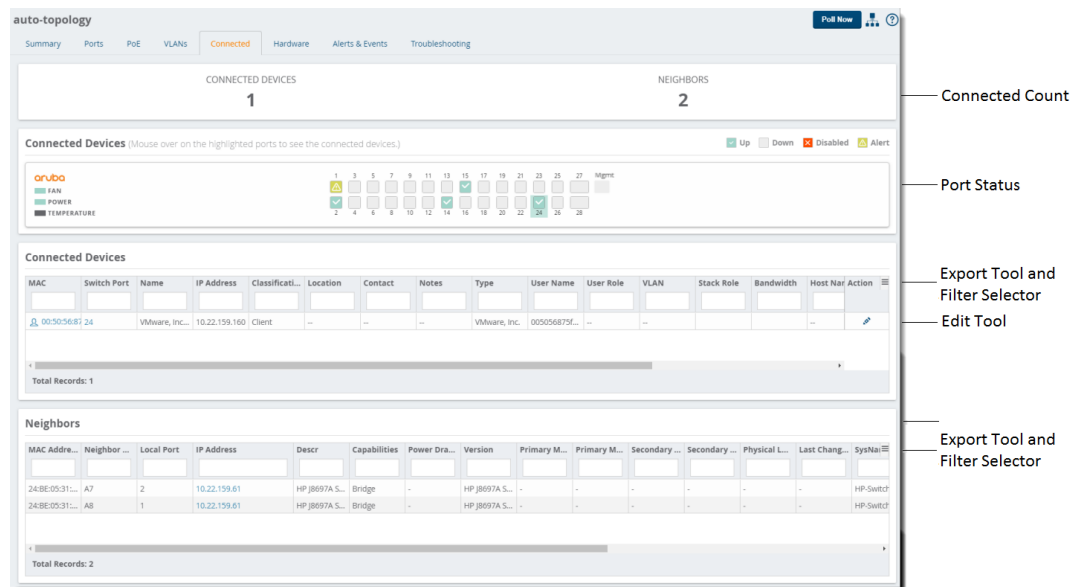 auto-topology
Poll Now
Summary Ports PoE VLANs Connected Hardware Alerts & Events Troubleshooting
CONNECTED DEVICES NEIGHBORS
1 2
Connected Count
Connected Devices (Mouse over on the highlighted ports to see the connected devices.) Up Down Disabled Alert
aruba
FAN
POWER
TEMPERATURE
1 3 5 7 9 11 13 15 17 19 21 23 25 27 Mgmt
2 4 6 8 10 12 14 16 18 20 22 24 26 28
Port Status
Connected Devices
MAC Switch Port Name IP Address Classificati... Location Contact Notes Type User Name User Role VLAN Stack Role Bandwidth Host Nar Action
Export Tool and
Filter Selector
00:50:56:87 24 VMware, Inc... 10.22.159.160 Client -- -- -- VMware, Inc. 005056875f... -- -- --
Edit Tool
Total Records: 1
Neighbors
MAC Addre... Neighbor ... Local Port IP Address Descr Capabilities Power Dra... Version Primary M... Primary M... Secondary ... Secondary ... Physical L... Last Chang... SysNa
Export Tool and
Filter Selector
24:BE:05:31:... A7 2 10.22.159.61 HP J8697A S... Bridge - HP J8697A S... - - - - - - HP-Switch
24:BE:05:31:... A8 1 10.22.159.61 HP J8697A S... Bridge - HP J8697A S... - - - - - - HP-Switch
Total Records: 2